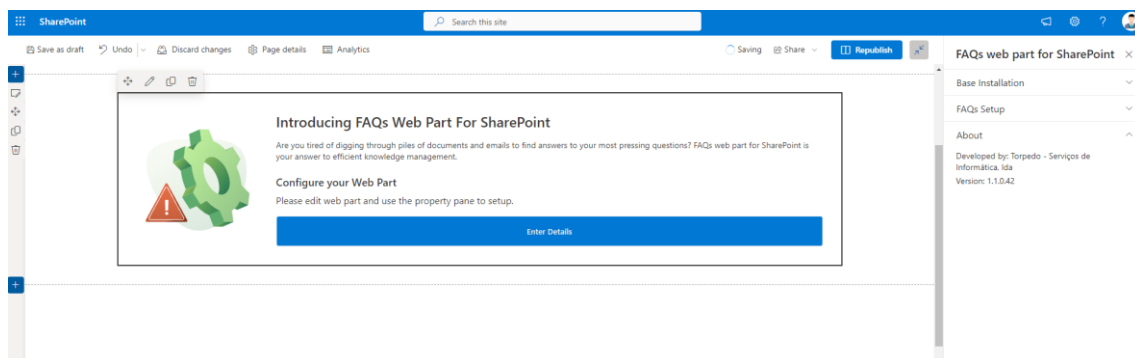 SharePoint
Search this site
?
Save as draft Undo Discard changes Page details Analytics
Saving Share Republish
Introducing FAQs Web Part For SharePoint
Are you tired of digging through piles of documents and emails to find answers to your most pressing questions? FAQs web part for SharePoint is
your answer to efficient knowledge management.
Configure your Web Part
Please edit web part and use the property pane to setup.
Enter Details
FAQs web part for SharePoint
Base Installation
FAQs Setup
About
Developed by: Torpedo - Serviços de
Informática, lda
Version: 1.1.0.42